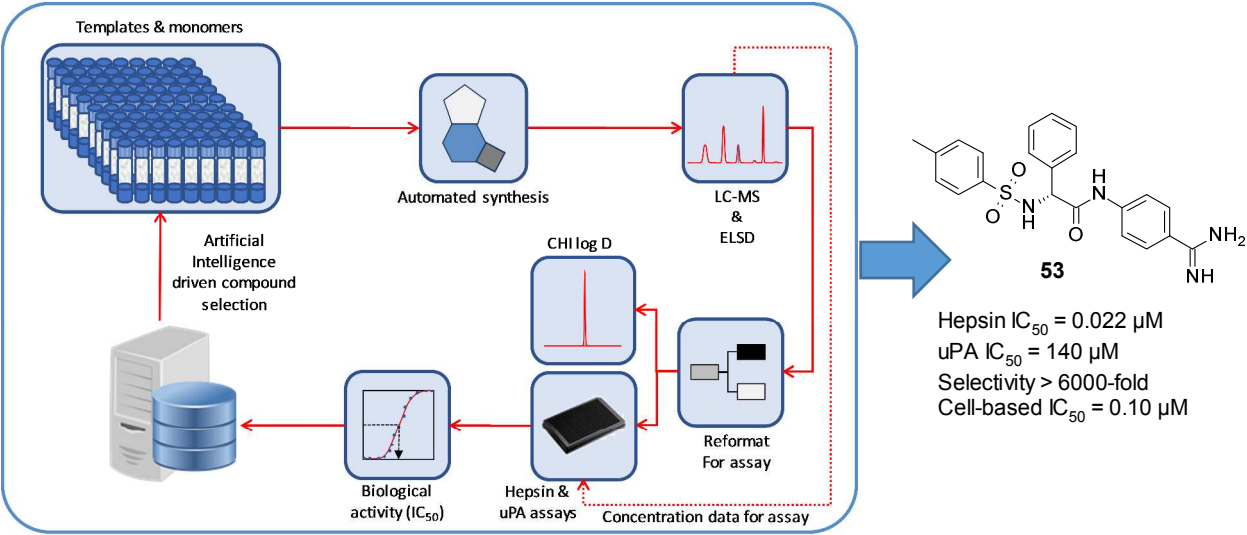 Templates & monomers
Automated synthesis
LC-MS
&
ELSD
Artificial
Intelligence
driven compound
selection
CHI log D
Reformat
For assay
Hepsin &
uPA assays
Biological
activity (IC50)
Concentration data for assay
O
S
O
N
H
O
H
N
NH2
NH
53
Hepsin IC50 = 0.022 µM
uPA IC50 = 140 µM
Selectivity > 6000-fold
Cell-based IC50 = 0.10 µM